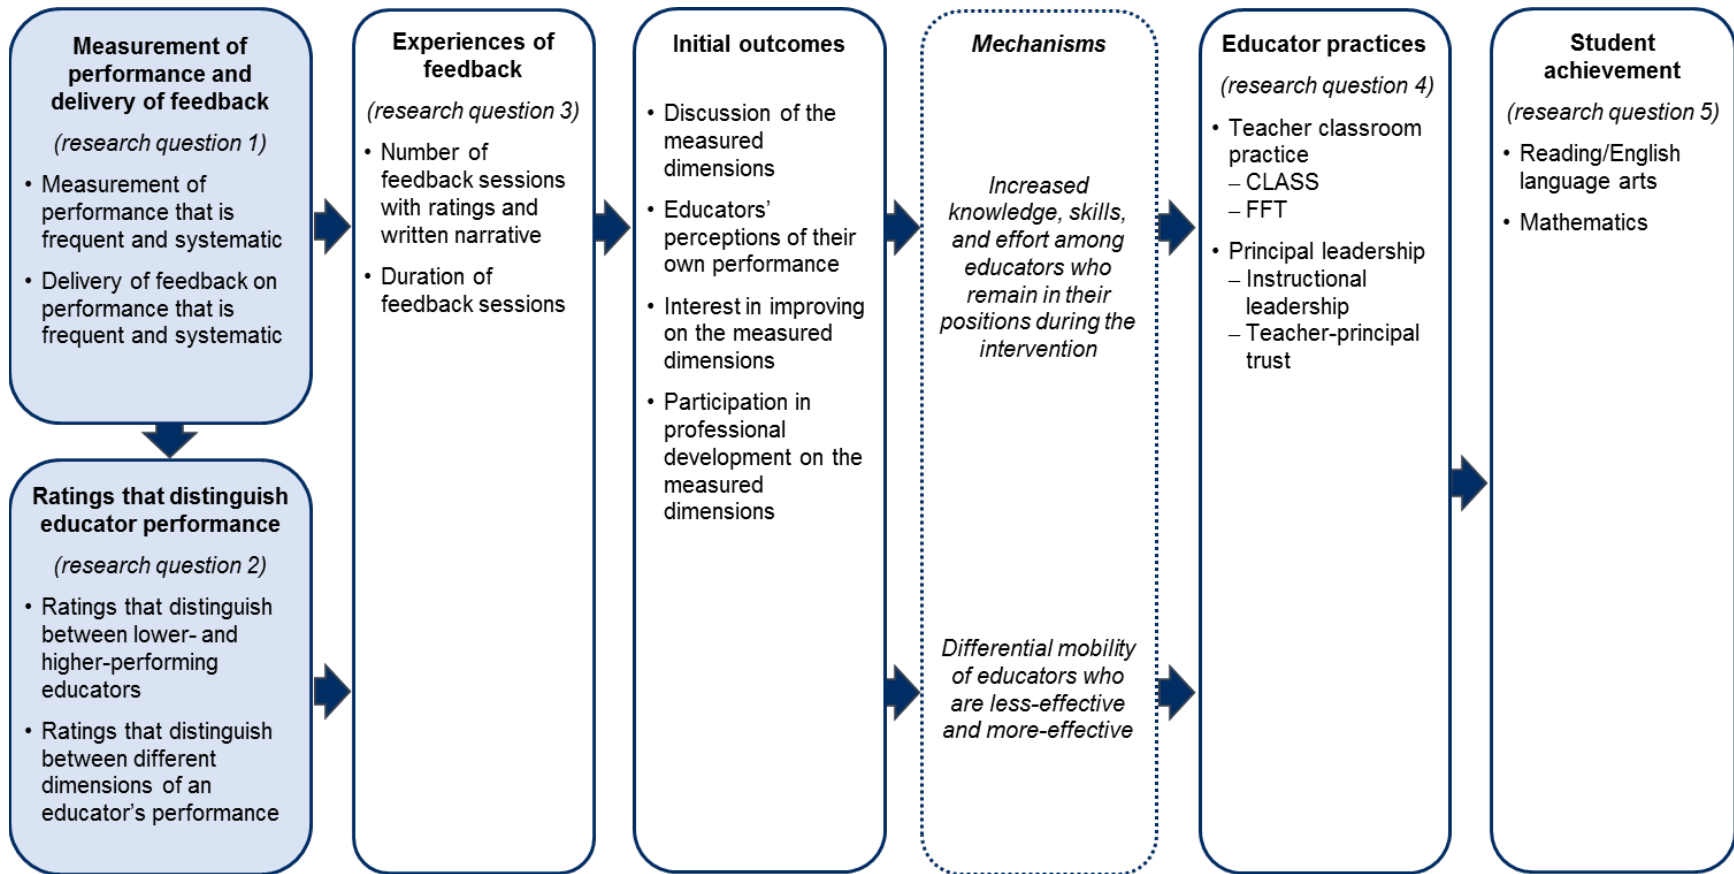 Measurement of
performance and
delivery of feedback
(research question 1)
• Measurement of
performance that is
frequent and systematic
• Delivery of feedback on
performance that is
frequent and systematic
Ratings that distinguish
educator performance
(research question 2)
• Ratings that distinguish
between lower- and
higher-performing
educators
• Ratings that distinguish
between different
dimensions of an
educator’s performance
Experiences of
feedback
(research question 3)
• Number of
feedback sessions
with ratings and
written narrative
• Duration of
feedback sessions
Initial outcomes
• Discussion of the
measured
dimensions
• Educators’
perceptions of their
own performance
• Interest in improving
on the measured
dimensions
• Participation in
professional
development on the
measured
dimensions
Mechanisms
Increased
knowledge, skills,
and effort among
educators who
remain in their
positions during the
intervention
Differential mobility
of educators who
are less-effective
and more-effective
Educator practices
(research question 4)
• Teacher classroom
practice
– CLASS
– FFT
• Principal leadership
– Instructional
leadership
– Teacher-principal
trust
Student
achievement
(research question 5)
• Reading/English
language arts
• Mathematics